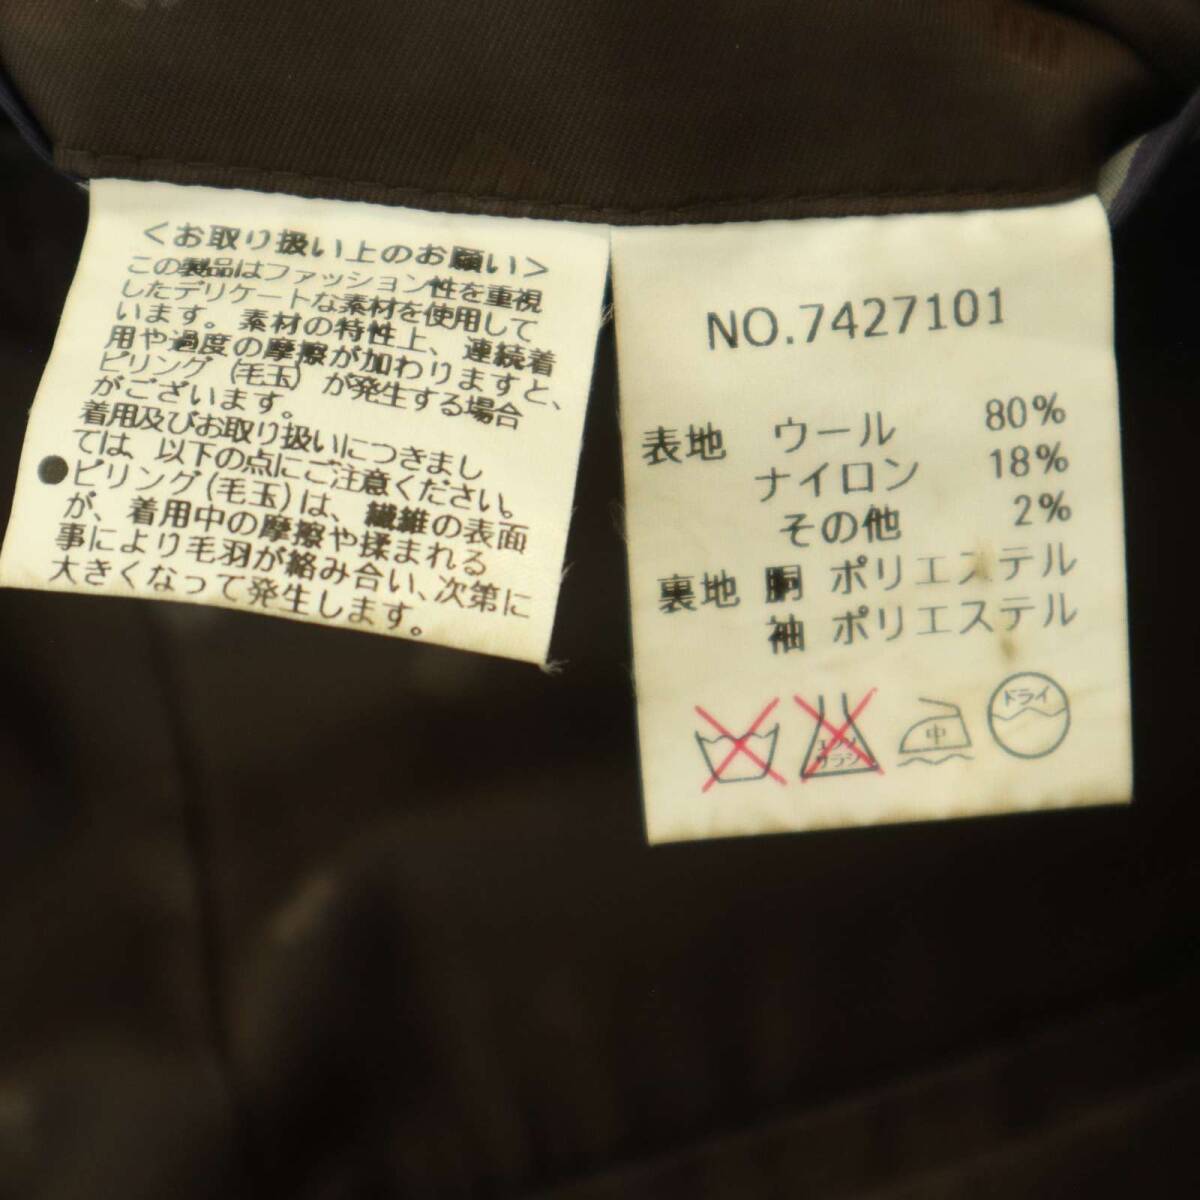 ＜お取り扱い上のお願い＞
この製品はファッション性を重視
したデリケートな素材を使用して
います。素材の特性上、連続着
用や過度の摩擦が加わりますと、
ピリング(毛玉)が発生する場合
がございます。
着用及びお取り扱いにつきまし
ては、以下の点にご注意ください。
●ピリング(毛玉)は、繊維の表面
が、着用中の摩擦や揉まれる
事により毛羽が絡み合い、次第に
大きくなって発生します。
NO.7427101
表地 ウール 80%
ナイロン 18%
その他 2%
裏地 胴 ポリエステル
袖 ポリエステル
エンソ
サラシ
中
ドライ